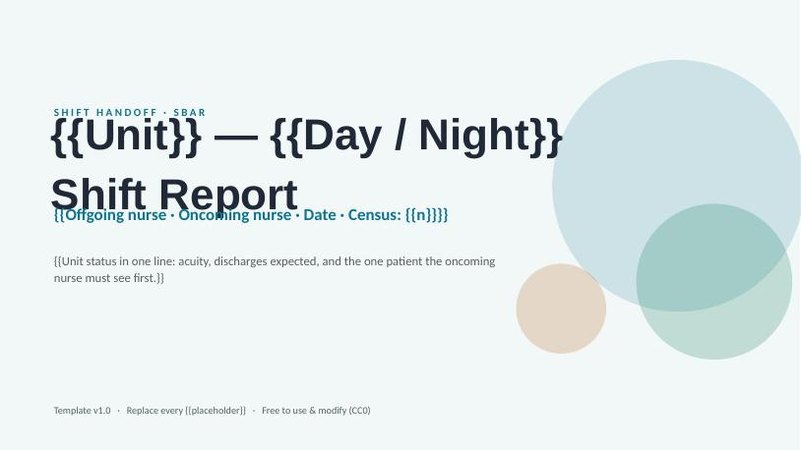 SHIFT HANDOFF · SBAR
{{Unit}} — {{Day / Night}}
Shift Report
{{Offgoing nurse · Oncoming nurse · Date · Census: {{n}}}}
{{Unit status in one line: acuity, discharges expected, and the one patient the oncoming
nurse must see first.}}
Template v1.0 · Replace every {{placeholder}} · Free to use & modify (CC0)